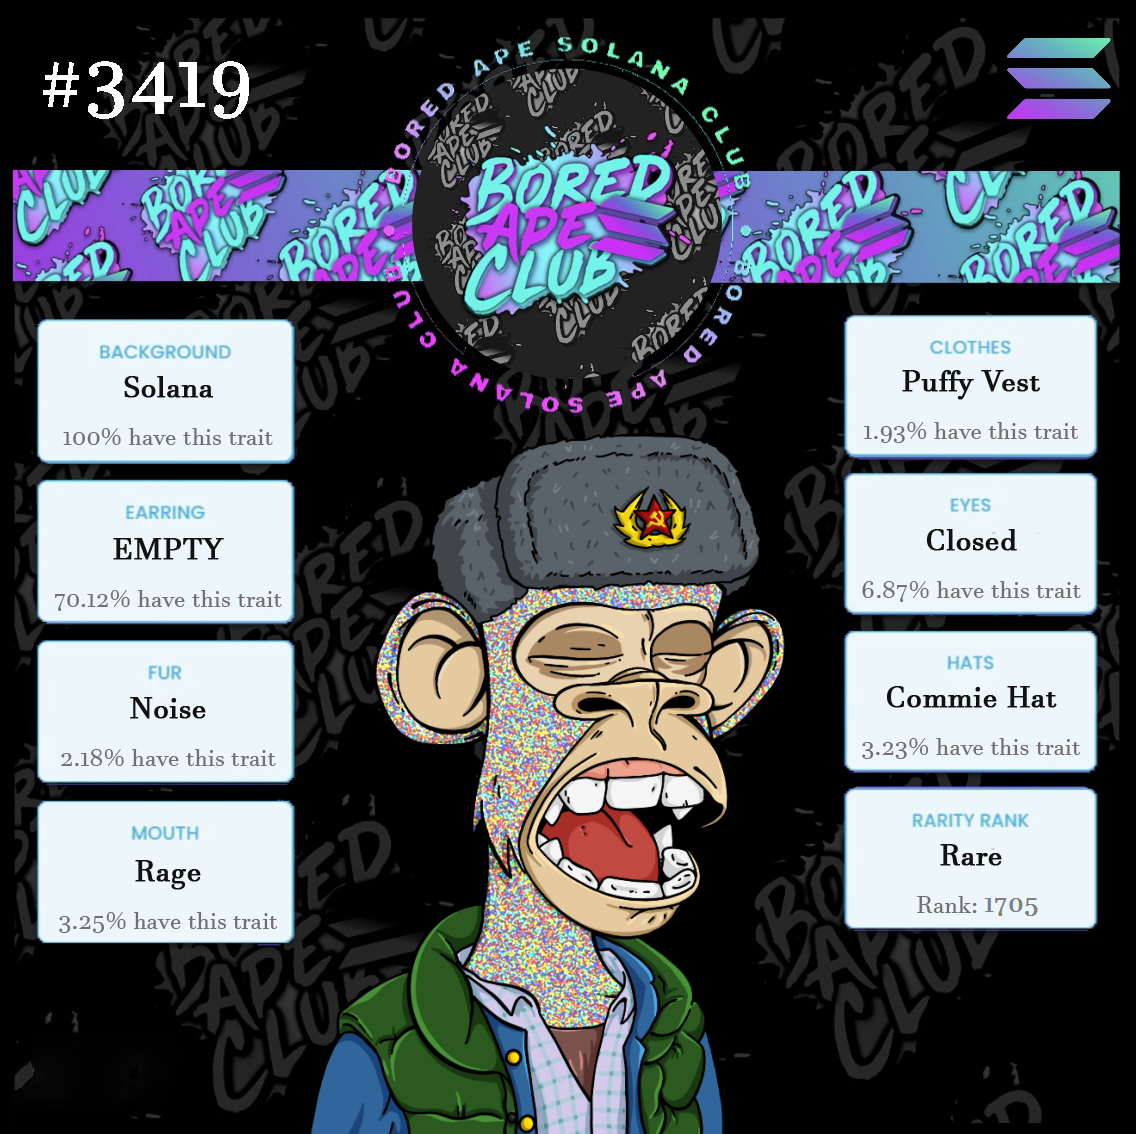 #3419
BORED APE SOLANA CLUB
BORED APE SOLANA CLUB
BORED
APE
CLUB
BACKGROUND
Solana
100% have this trait
EARRING
EMPTY
70.12% have this trait
FUR
Noise
2.18% have this trait
MOUTH
Rage
3.25% have this trait
CLOTHES
Puffy Vest
1.93% have this trait
EYES
Closed
6.87% have this trait
HATS
Commie Hat
3.23% have this trait
RARITY RANK
Rare
Rank: 1705